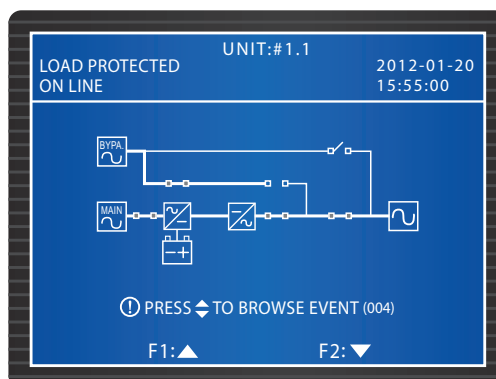 UNIT:#1.1
LOAD PROTECTED
ON LINE
2012-01-20
15:55:00
BYPA.
MAIN
PRESS TO BROWSE EVENT (004)
F1: F2: